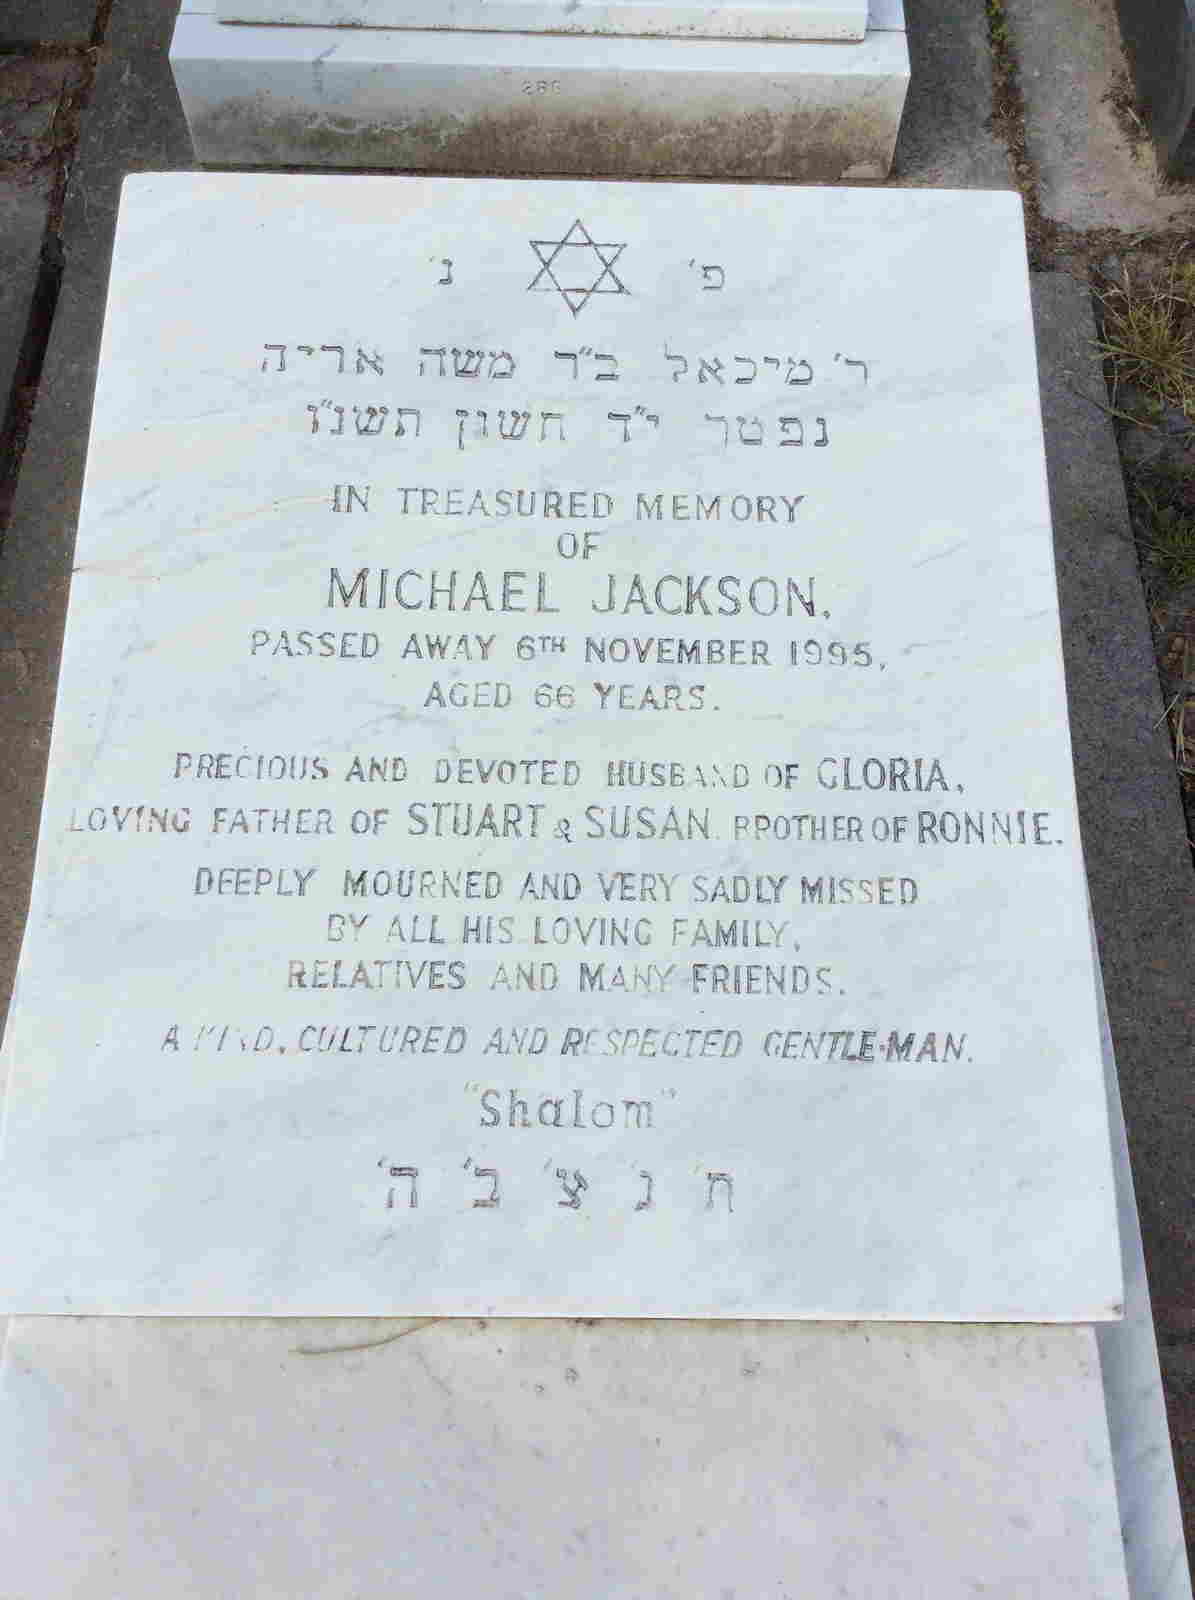 פ' נ'
ר' מיכאל ב"ר משה אריה
נפטר י"ד חשון תשנ"ו
IN TREASURED MEMORY
OF
MICHAEL JACKSON.
PASSED AWAY 6TH NOVEMBER 1995,
AGED 66 YEARS.
PRECIOUS AND DEVOTED HUSBAND OF GLORIA,
LOVING FATHER OF STUART & SUSAN. BROTHER OF RONNIE.
DEEPLY MOURNED AND VERY SADLY MISSED
BY ALL HIS LOVING FAMILY,
RELATIVES AND MANY FRIENDS.
A KIND, CULTURED AND RESPECTED GENTLE-MAN.
"Shalom"
ת' נ' צ' ב' ה'